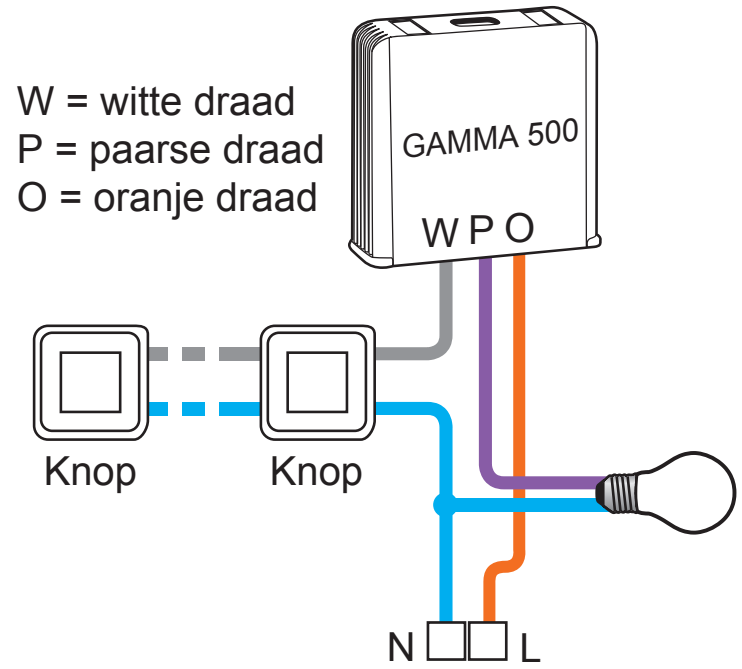 W = witte draad
P = paarse draad
O = oranje draad
GAMMA 500
W P O
Knop
Knop
N L